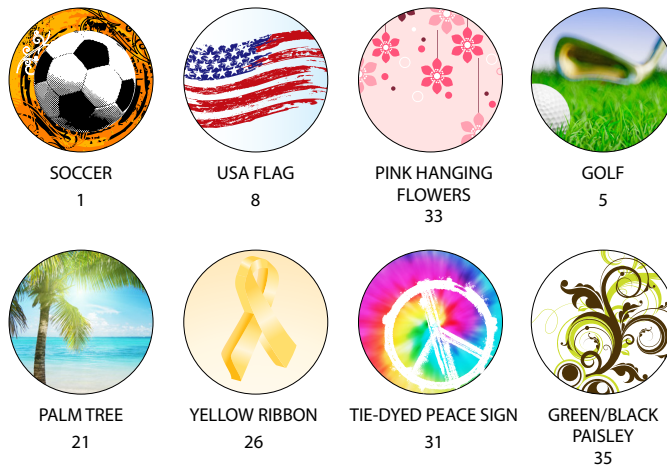 SOCCER
1
USA FLAG
8
PINK HANGING
FLOWERS
33
GOLF
5
PALM TREE
21
YELLOW RIBBON
26
TIE-DYED PEACE SIGN
31
GREEN/BLACK
PAISLEY
35